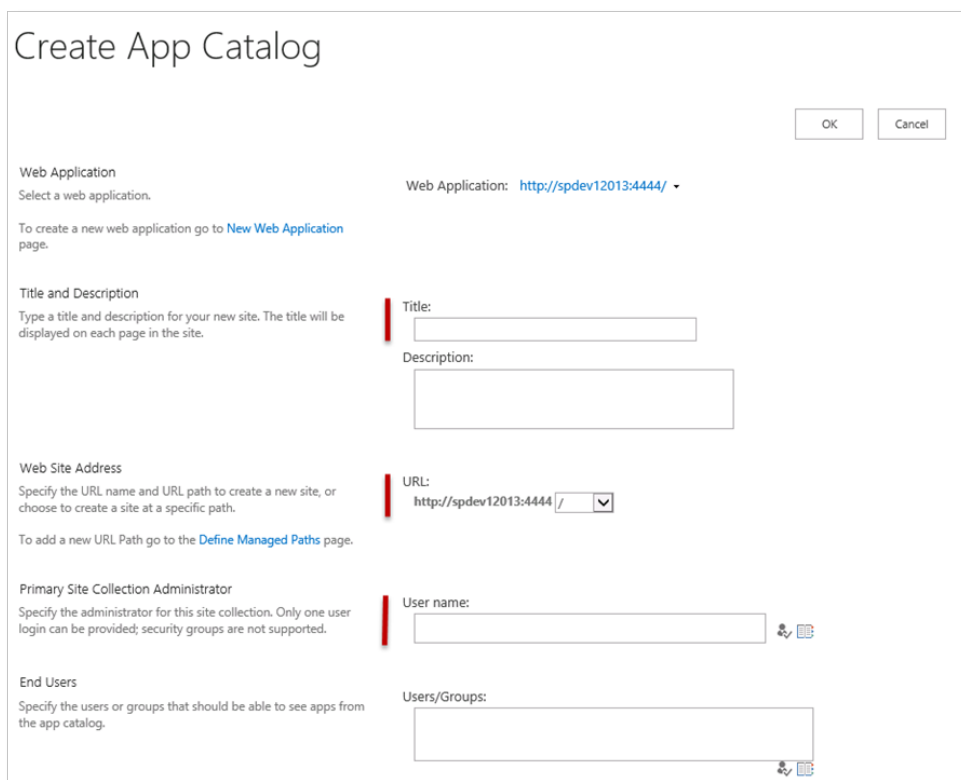 Create App Catalog
OK
Cancel
Web Application
Select a web application.
To create a new web application go to New Web Application
page.
Web Application: http://spdev12013:4444/
Title and Description
Type a title and description for your new site. The title will be
displayed on each page in the site.
Title:
Description:
Web Site Address
Specify the URL name and URL path to create a new site, or
choose to create a site at a specific path.
To add a new URL Path go to the Define Managed Paths page.
URL:
http://spdev12013:4444 /
Primary Site Collection Administrator
Specify the administrator for this site collection. Only one user
login can be provided; security groups are not supported.
User name:
End Users
Specify the users or groups that should be able to see apps from
the app catalog.
Users/Groups: